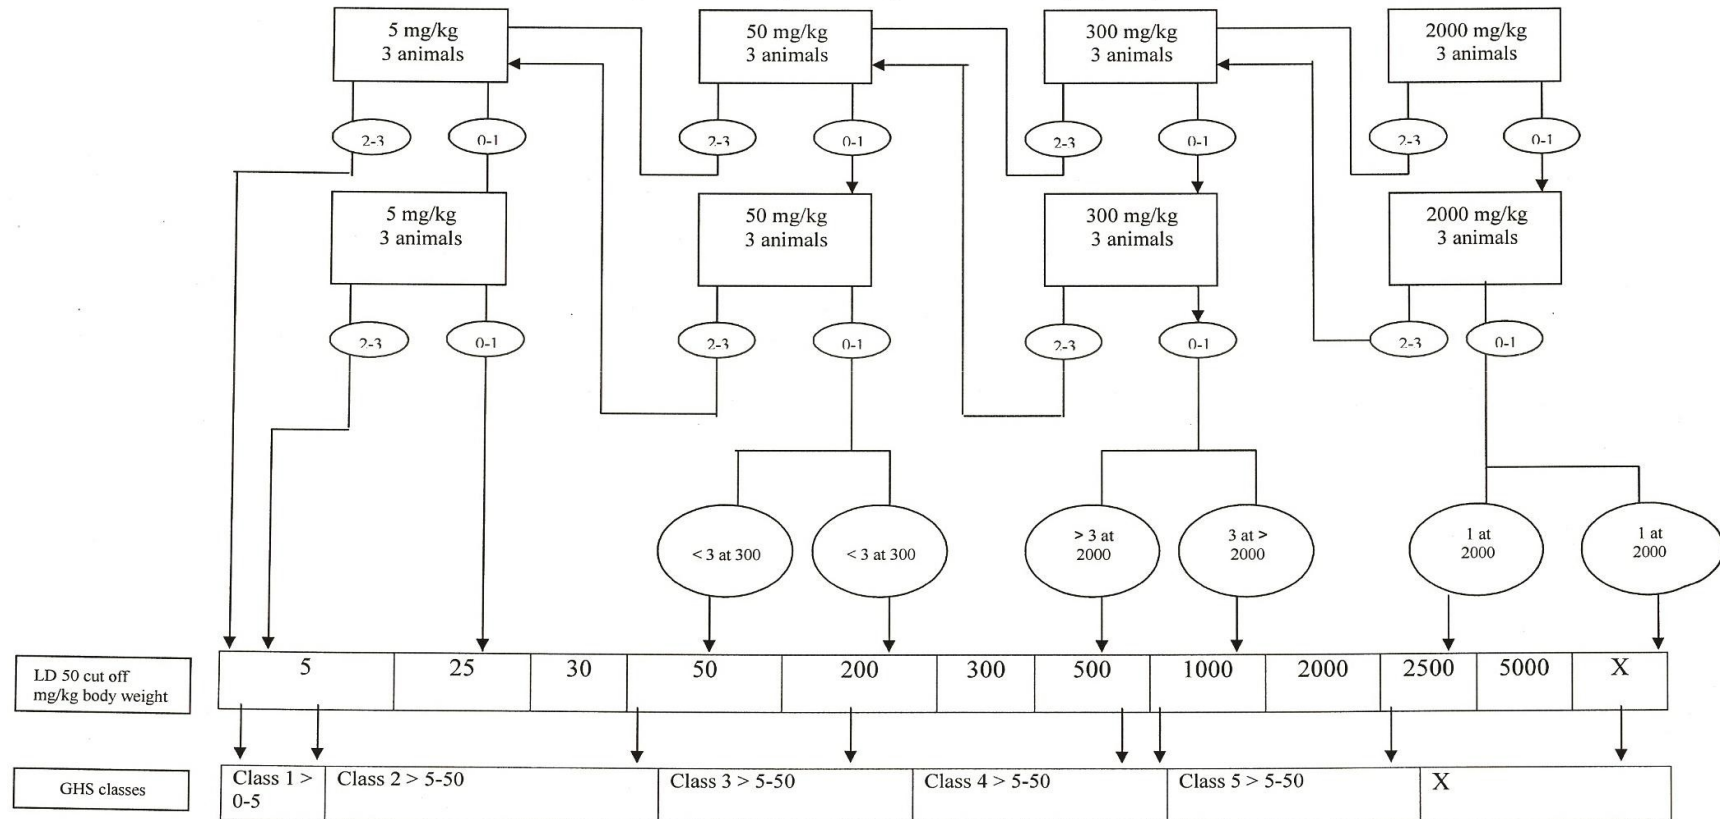 5 mg/kg
3 animals
50 mg/kg
3 animals
300 mg/kg
3 animals
2000 mg/kg
3 animals
2-3
0-1
2-3
0-1
2-3
0-1
2-3
0-1
5 mg/kg
3 animals
50 mg/kg
3 animals
300 mg/kg
3 animals
2000 mg/kg
3 animals
2-3
0-1
2-3
0-1
2-3
0-1
2-3
0-1
< 3 at 300
< 3 at 300
> 3 at
2000
3 at >
2000
1 at
2000
1 at
2000
LD 50 cut off
mg/kg body weight
5 25 30 50 200 300 500 1000 2000 2500 5000 X
GHS classes
Class 1 >
0-5
Class 2 > 5-50
Class 3 > 5-50
Class 4 > 5-50
Class 5 > 5-50
X